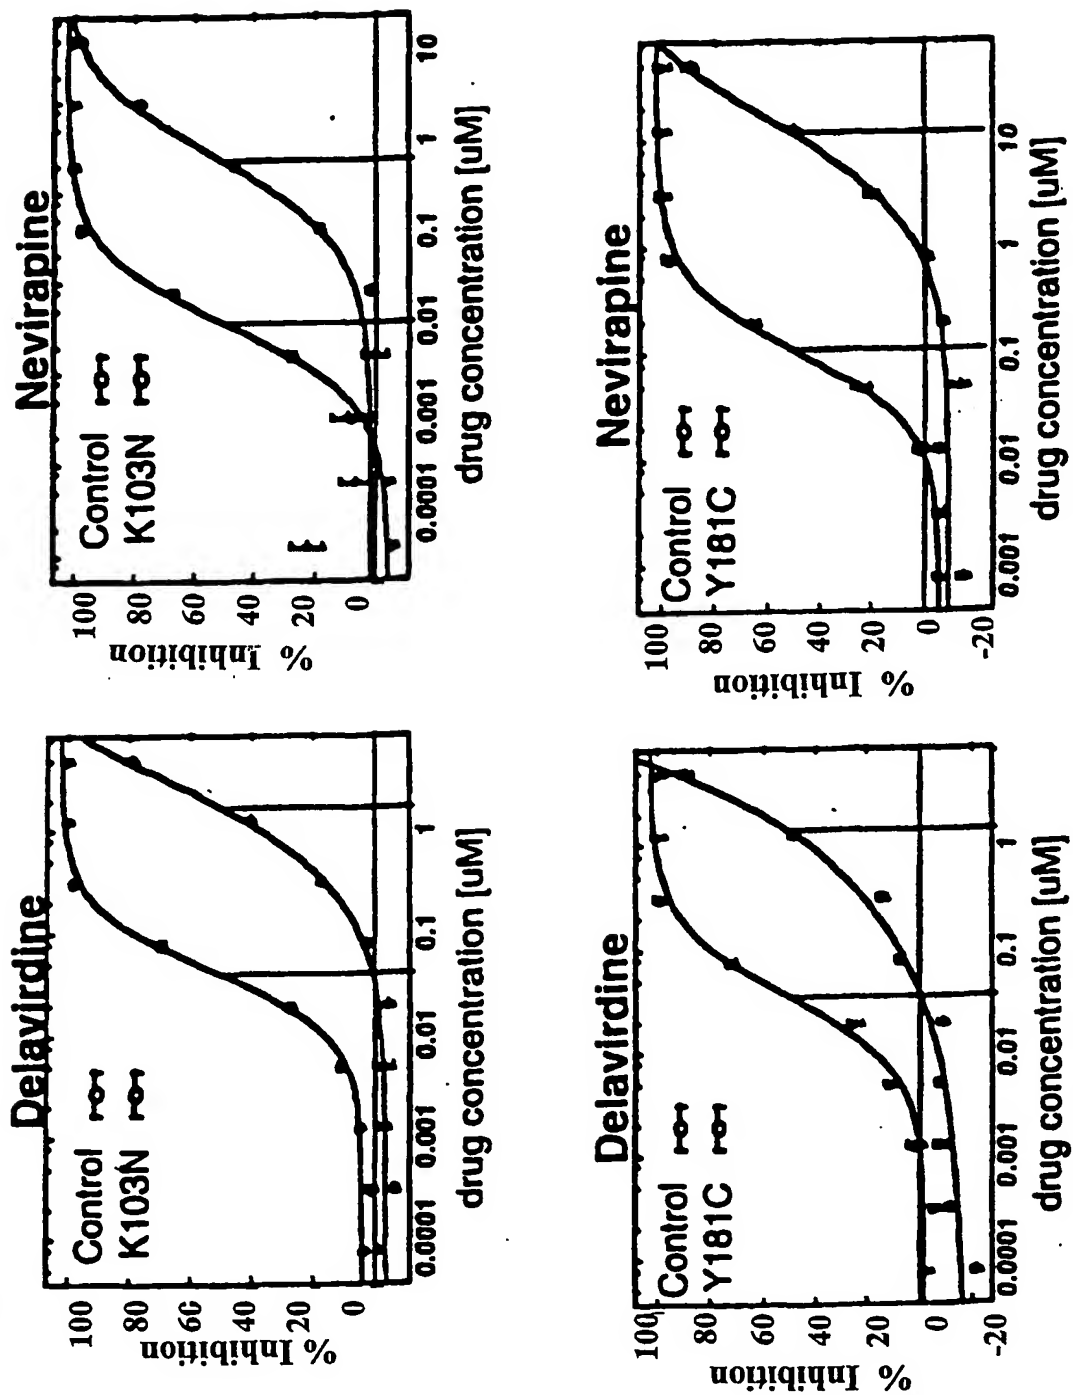 Delavirdine
Control
K103N
% Inhibition
100
80
60
40
20
0
0.0001 0.001 0.01 0.1 1
drug concentration [uM]
Nevirapine
Control
K103N
% Inhibition
100
80
60
40
20
0
0.0001 0.001 0.01 0.1 1 10
drug concentration [uM]
Delavirdine
Control
Y181C
% Inhibition
100
80
60
40
20
0
-20
0.0001 0.001 0.01 0.1 1
drug concentration [uM]
Nevirapine
Control
Y181C
% Inhibition
100
80
60
40
20
0
-20
0.001 0.01 0.1 1 10
drug concentration [uM]